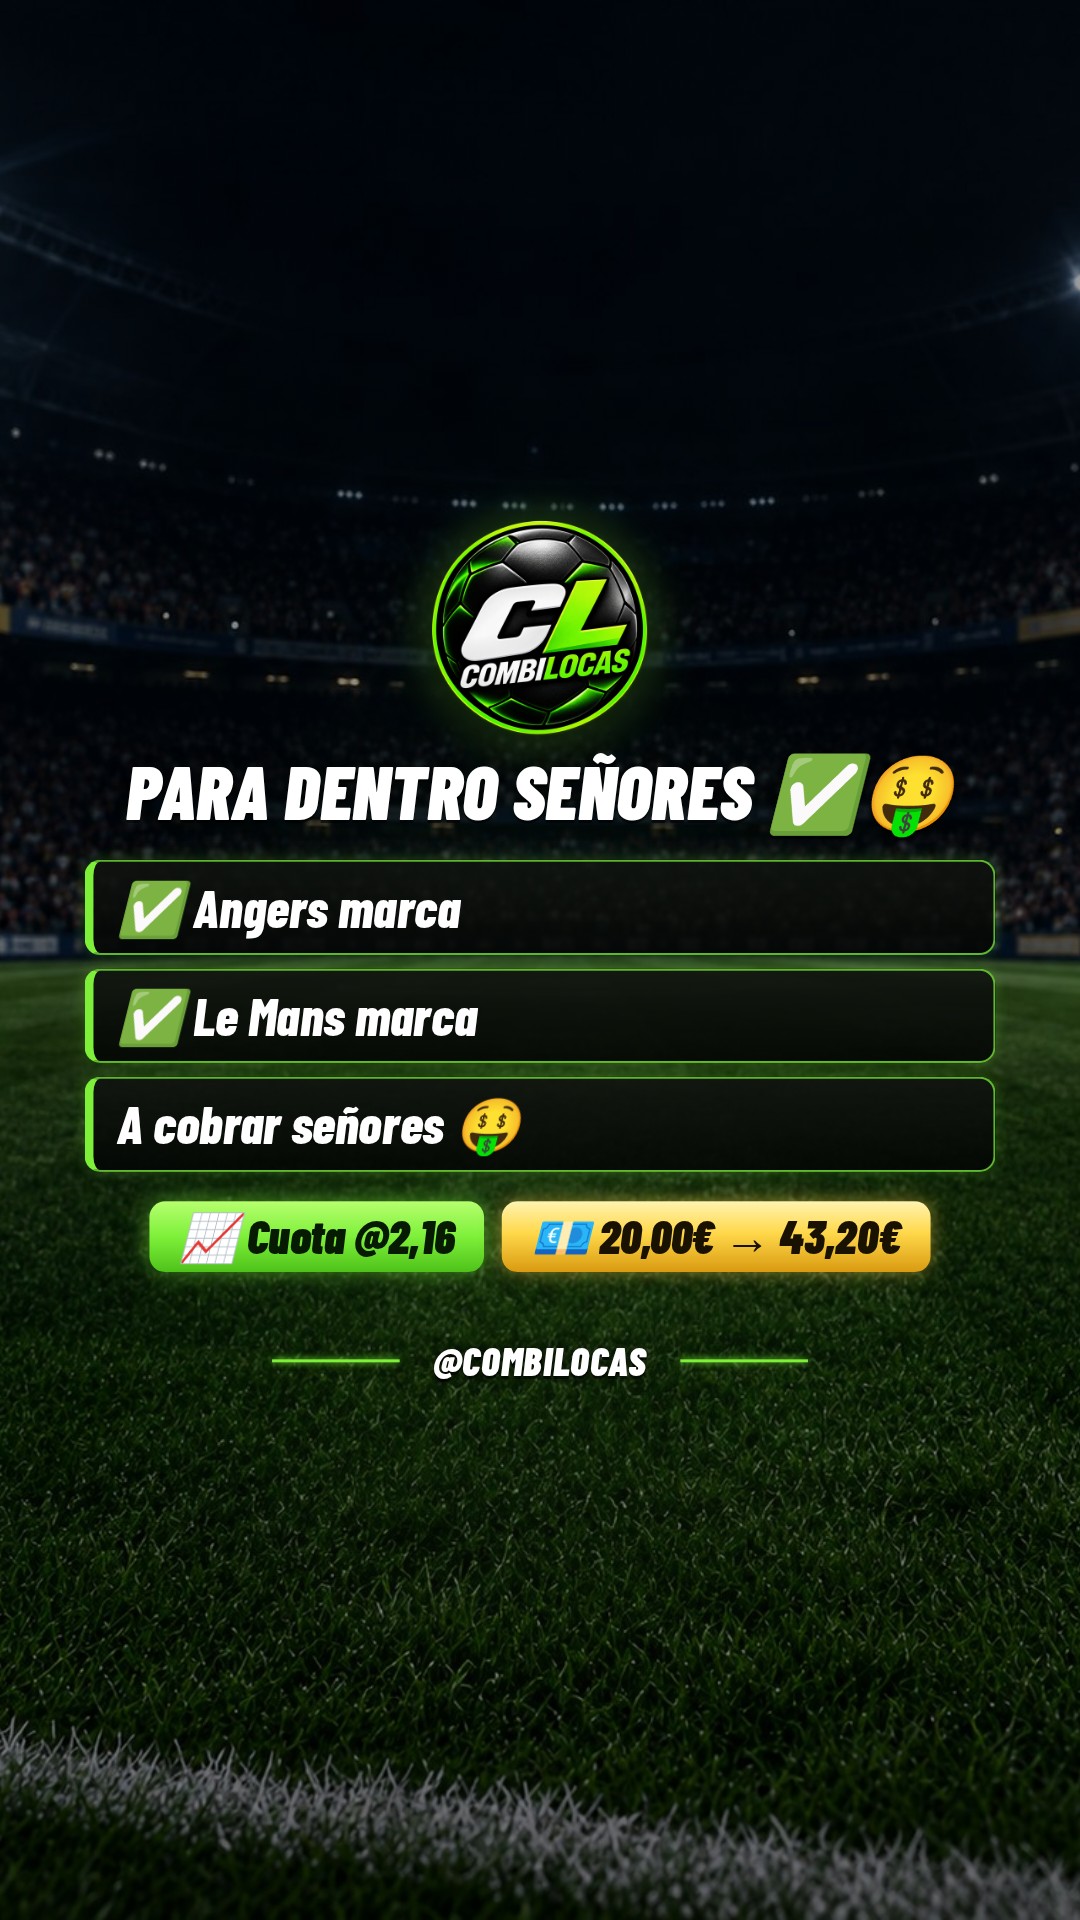 CL
COMBILOCAS
PARA DENTRO SEÑORES ✅🤑
✅ Angers marca
✅ Le Mans marca
A cobrar señores 🤑
📈 Cuota @2,16
💶 20,00€ → 43,20€
@COMBILOCAS